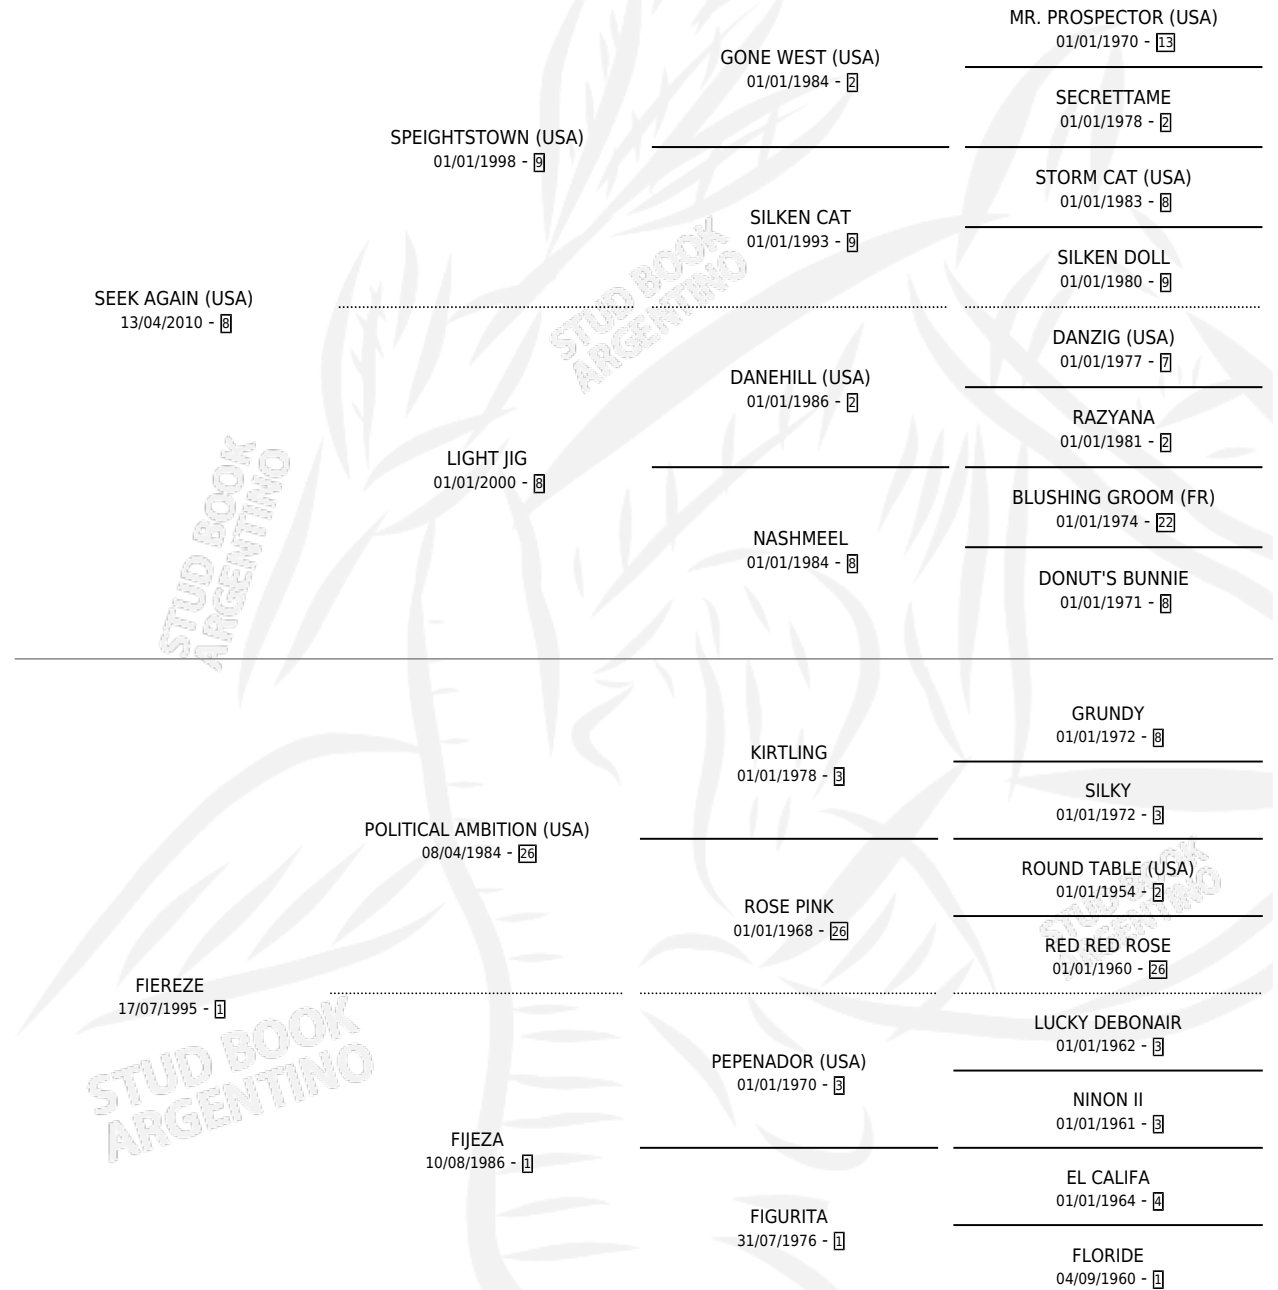 MR. PROSPECTOR (USA)
01/01/1970 - 13
GONE WEST (USA)
01/01/1984 - 2
SECRETTAME
01/01/1978 - 2
SPEIGHTSTOWN (USA)
01/01/1998 - 9
STORM CAT (USA)
01/01/1983 - 8
SILKEN CAT
01/01/1993 - 9
SILKEN DOLL
01/01/1980 - 9
STUD BOOK
ARGENTINO
SEEK AGAIN (USA)
13/04/2010 - 8
DANZIG (USA)
01/01/1977 - 7
DANEHILL (USA)
01/01/1986 - 2
RAZYANA
01/01/1981 - 2
LIGHT JIG
01/01/2000 - 8
BLUSHING GROOM (FR)
01/01/1974 - 22
NASHMEEL
01/01/1984 - 8
DONUT'S BUNNIE
01/01/1971 - 8
STUD BOOK
ARGENTINO
GRUNDY
01/01/1972 - 8
KIRTLING
01/01/1978 - 3
SILKY
01/01/1972 - 3
POLITICAL AMBITION (USA)
08/04/1984 - 26
ROUND TABLE (USA)
01/01/1954 - 2
ROSE PINK
01/01/1968 - 26
RED RED ROSE
01/01/1960 - 26
STUD BOOK
ARGENTINO
FIEREZE
17/07/1995 - 1
LUCKY DEBONAIR
01/01/1962 - 3
PEPENADOR (USA)
01/01/1970 - 3
NINON II
01/01/1961 - 3
STUD BOOK
ARGENTINO
FIJEZA
10/08/1986 - 1
EL CALIFA
01/01/1964 - 4
FIGURITA
31/07/1976 - 1
FLORIDE
04/09/1960 - 1